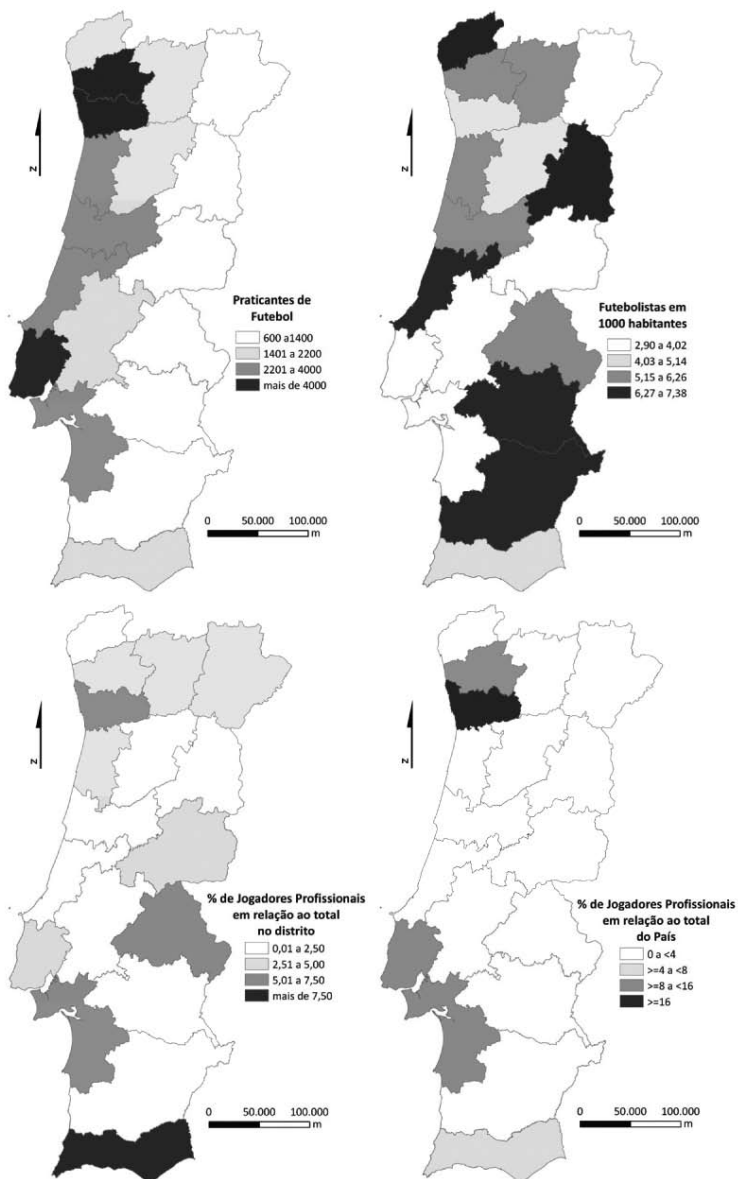 N
Praticantes de
Futebol
600 a1400
1401 a 2200
2201 a 4000
mais de 4000
0 50.000 100.000
m
N
Futebolistas em
1000 habitantes
2,90 a 4,02
4,03 a 5,14
5,15 a 6,26
6,27 a 7,38
0 50.000 100.000
m
N
% de Jogadores Profissionais
em relação ao total
no distrito
0,01 a 2,50
2,51 a 5,00
5,01 a 7,50
mais de 7,50
0 50.000 100.000
m
N
% de Jogadores Profissionais
em relação ao total
do País
0 a <4
>=4 a <8
>=8 a <16
>=16
0 50.000 100.000
m